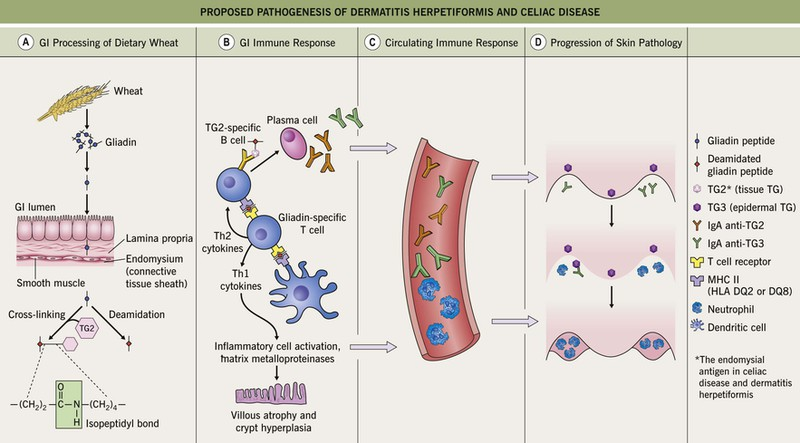 PROPOSED PATHOGENESIS OF DERMATITIS HERPETIFORMIS AND CELIAC DISEASE
A GI Processing of Dietary Wheat
B GI Immune Response
C Circulating Immune Response
D Progression of Skin Pathology
Wheat
Gliadin
GI lumen
Lamina propria
Endomysium
(connective
tissue sheath)
Smooth muscle
Cross-linking
Deamidation
TG2
O
—(CH₂)₂—C—N—(CH₂)₄—
H
Isopeptidyl bond
Plasma cell
TG2-specific
B cell
Gliadin-specific
T cell
Th2
cytokines
Th1
cytokines
Inflammatory cell activation,
matrix metalloproteinases
Villous atrophy and
crypt hyperplasia
Gliadin peptide
Deamidated
gliadin peptide
TG2* (tissue TG)
TG3 (epidermal TG)
IgA anti-TG2
IgA anti-TG3
T cell receptor
MHC II
(HLA DQ2 or DQ8)
Neutrophil
Dendritic cell
*The endomysial
antigen in celiac
disease and dermatitis
herpetiformis